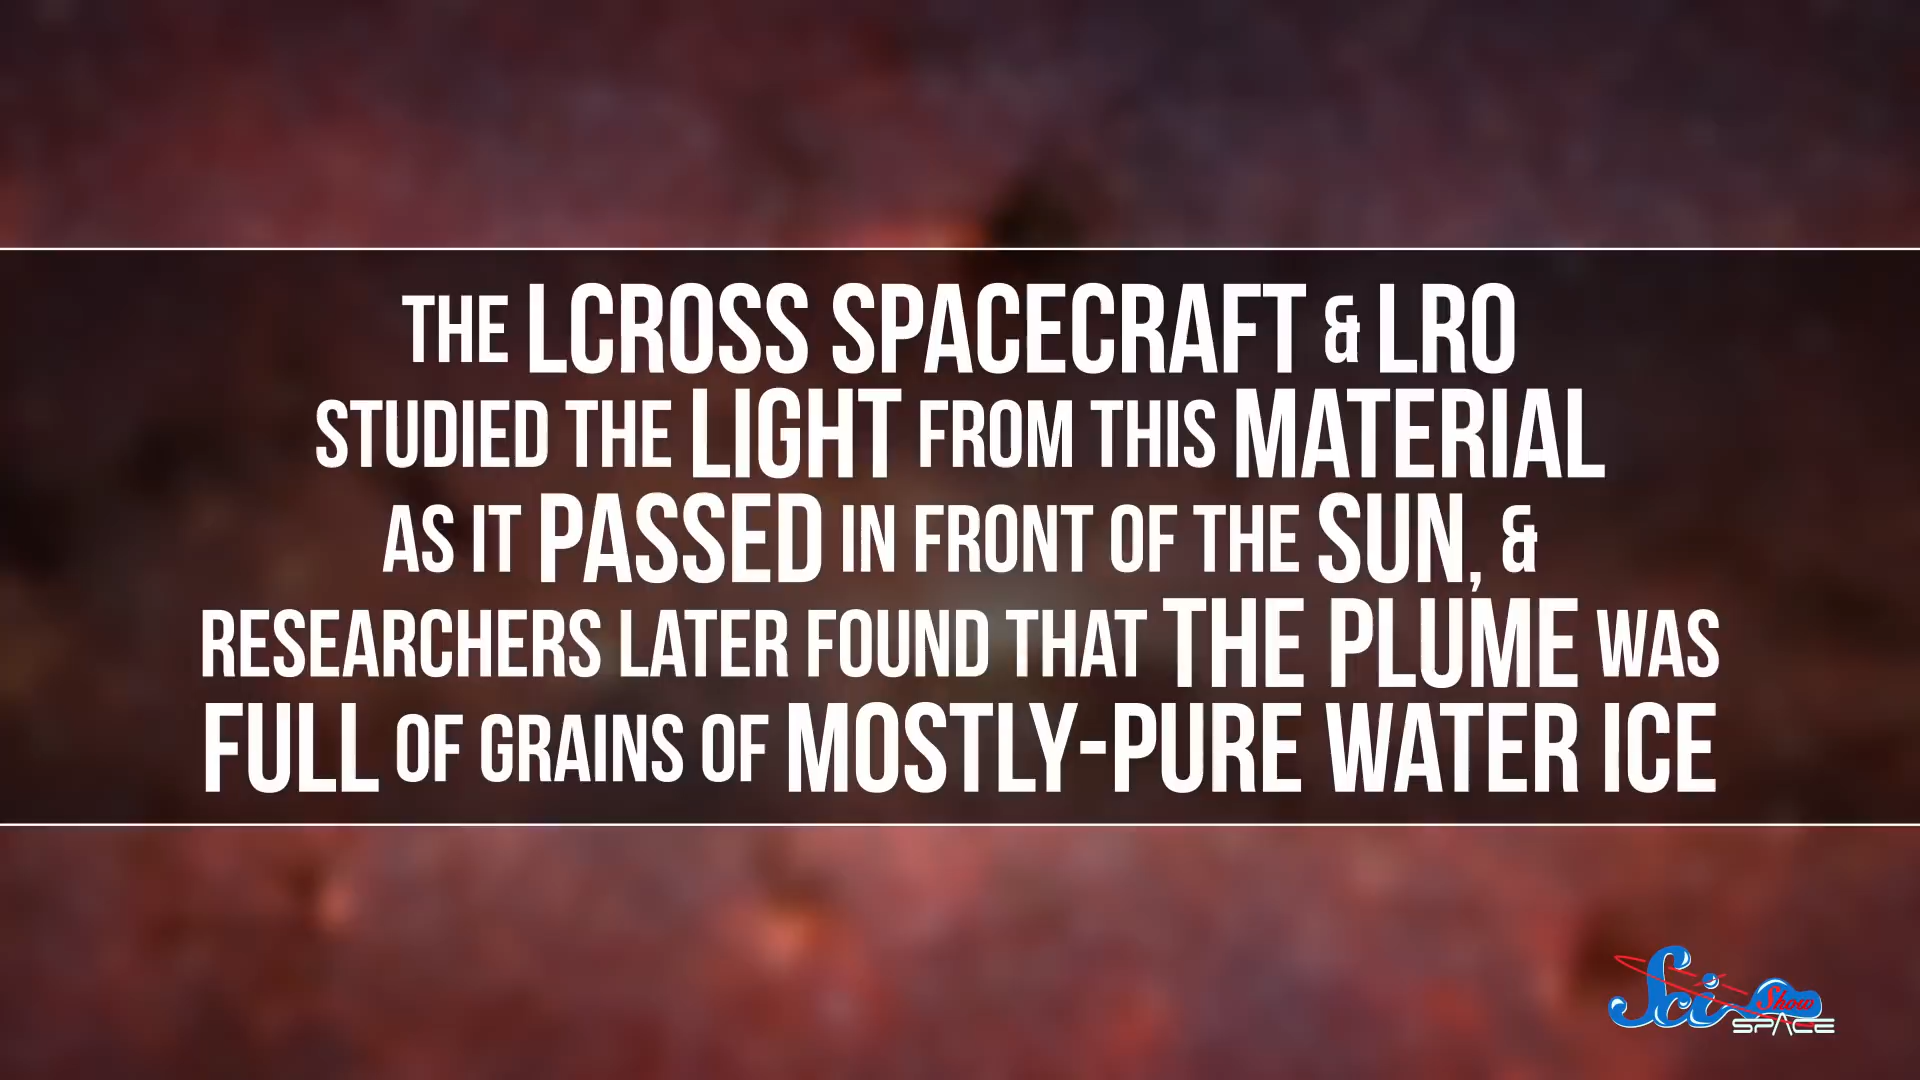 THE LCROSS SPACECRAFT & LRO
STUDIED THE LIGHT FROM THIS MATERIAL
AS IT PASSED IN FRONT OF THE SUN, &
RESEARCHERS LATER FOUND THAT THE PLUME WAS
FULL OF GRAINS OF MOSTLY-PURE WATER ICE
Sci Show
SPACE